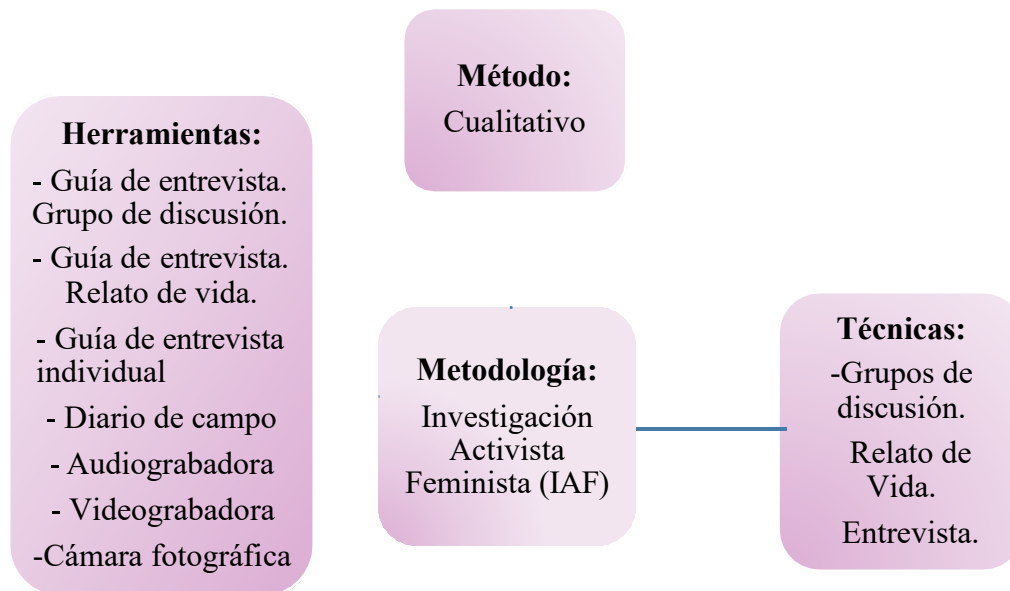 Método:
Cualitativo
Herramientas:
- Guía de entrevista.
Grupo de discusión.
- Guía de entrevista.
Relato de vida.
- Guía de entrevista
individual
- Diario de campo
- Audiograbadora
- Videograbadora
-Cámara fotográfica
Metodología:
Investigación
Activista
Feminista (IAF)
Técnicas:
-Grupos de
discusión.
Relato de
Vida.
Entrevista.